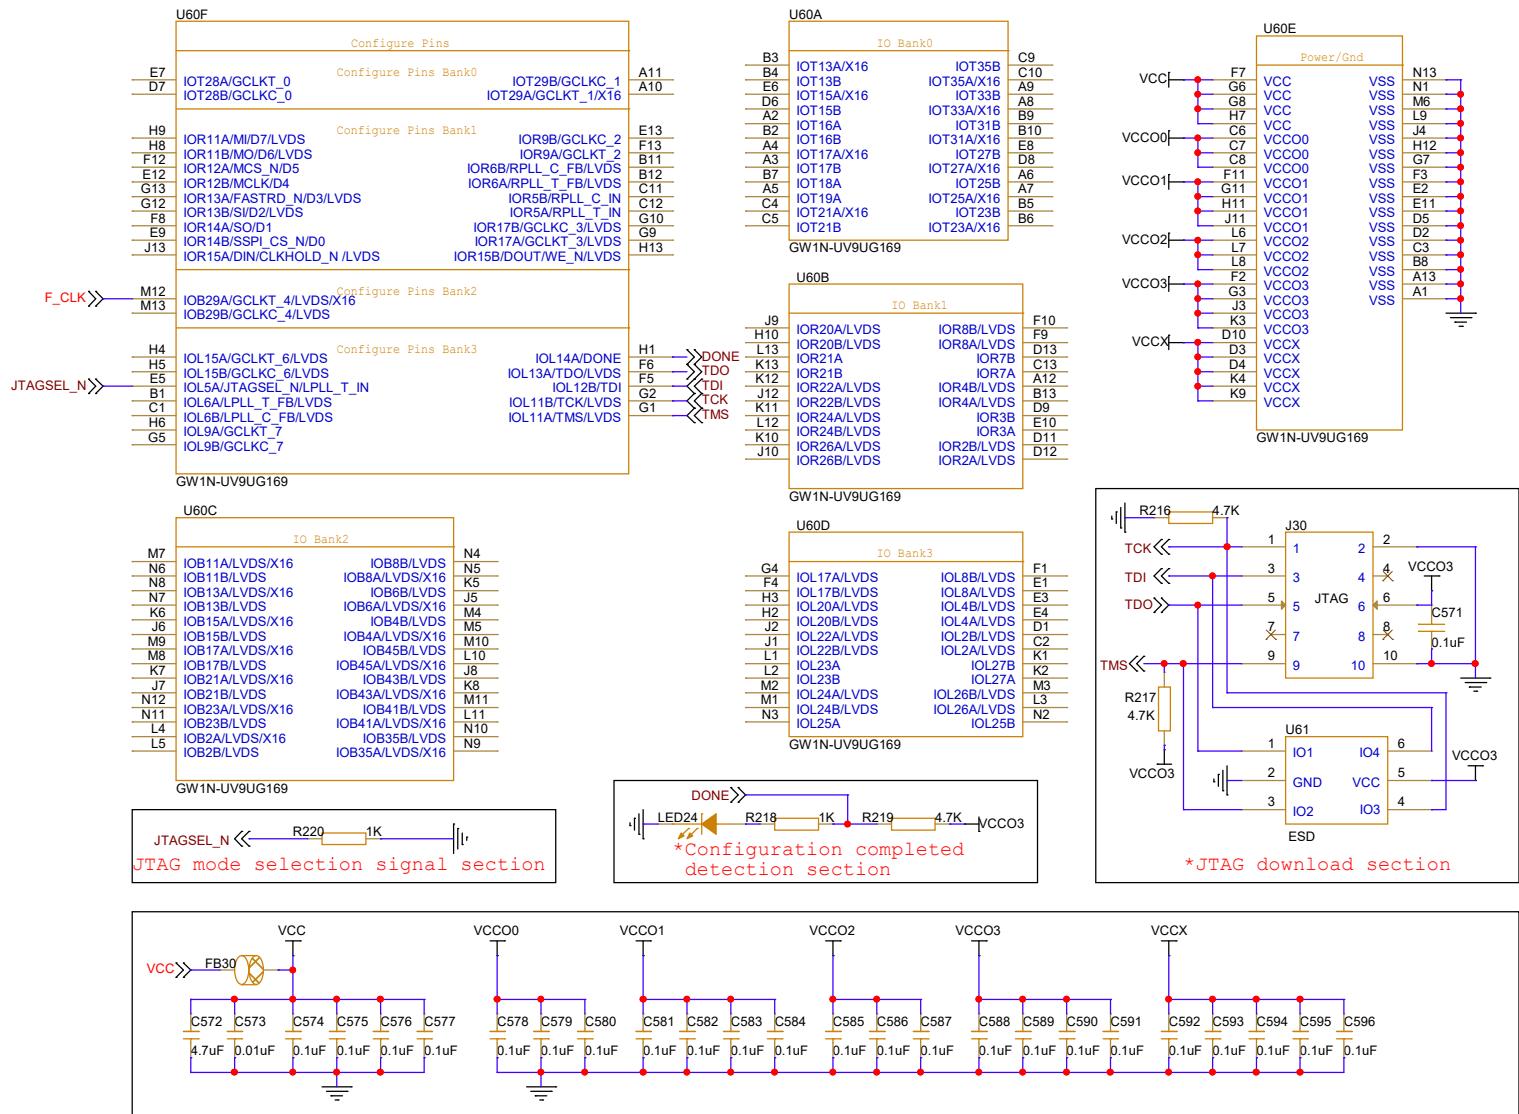 U60F
Configure Pins
Configure Pins Bank0
E7 IOT28A/GCLKT_0 IOT29B/GCLKC_1 A11
D7 IOT28B/GCLKC_0 IOT29A/GCLKT_1/X16 A10
Configure Pins Bank1
H9 IOR11A/MI/D7/LVDS IOR9B/GCLKC_2 E13
H8 IOR11B/MO/D6/LVDS IOR9A/GCLKT_2 F13
F12 IOR12A/MCS_N/D5 IOR6B/RPLL_C_FB/LVDS B11
E12 IOR12B/MCLK/D4 IOR6A/RPLL_T_FB/LVDS B12
G13 IOR13A/FASTRD_N/D3/LVDS IOR5B/RPLL_C_IN C11
G12 IOR13B/SI/D2/LVDS IOR5A/RPLL_T_IN C12
F8 IOR14A/SO/D1 IOR17B/GCLKC_3/LVDS G10
E9 IOR14B/SSPI_CS_N/D0 IOR17A/GCLKT_3/LVDS G9
J13 IOR15A/DIN/CLKHOLD_N /LVDS IOR15B/DOUT/WE_N/LVDS H13
Configure Pins Bank2
F_CLK M12 IOB29A/GCLKT_4/LVDS/X16
M13 IOB29B/GCLKC_4/LVDS
Configure Pins Bank3
H4 IOL15A/GCLKT_6/LVDS IOL14A/DONE H1 DONE
H5 IOL15B/GCLKC_6/LVDS IOL13A/TDO/LVDS F6 TDO
JTAGSEL_N E5 IOL5A/JTAGSEL_N/LPLL_T_IN IOL12B/TDI F5 TDI
B1 IOL6A/LPLL_T_FB/LVDS IOL11B/TCK/LVDS G2 TCK
C1 IOL6B/LPLL_C_FB/LVDS IOL11A/TMS/LVDS G1 TMS
H6 IOL9A/GCLKT_7
G5 IOL9B/GCLKC_7
GW1N-UV9UG169
U60A
IO Bank0
B3 IOT13A/X16 IOT35B C9
B4 IOT13B IOT35A/X16 C10
E6 IOT15A/X16 IOT33B A9
D6 IOT15B IOT33A/X16 A8
A2 IOT16A IOT31B B9
B2 IOT16B IOT31A/X16 B10
A4 IOT17A/X16 IOT27B E8
A3 IOT17B IOT27A/X16 D8
B7 IOT18A IOT25B A6
A5 IOT19A IOT25A/X16 A7
C4 IOT21A/X16 IOT23B B5
C5 IOT21B IOT23A/X16 B6
GW1N-UV9UG169
U60E
Power/Gnd
VCC F7 VCC VSS N13
G6 VCC VSS N1
G8 VCC VSS M6
H7 VCC VSS L9
VCCO0 C6 VCCO0 VSS J4
C7 VCCO0 VSS H12
C8 VCCO0 VSS G7
VCCO1 F11 VCCO1 VSS F3
G11 VCCO1 VSS E2
H11 VCCO1 VSS E11
J11 VCCO1 VSS D5
VCCO2 L6 VCCO2 VSS D2
L7 VCCO2 VSS C3
L8 VCCO2 VSS B8
VCCO3 F2 VCCO3 VSS A13
G3 VCCO3 VSS A1
J3 VCCO3
K3 VCCO3
VCCX D10 VCCX
D3 VCCX
D4 VCCX
K4 VCCX
K9 VCCX
GW1N-UV9UG169
U60B
IO Bank1
J9 IOR20A/LVDS IOR8B/LVDS F10
H10 IOR20B/LVDS IOR8A/LVDS F9
L13 IOR21A IOR7B D13
K13 IOR21B IOR7A C13
K12 IOR22A/LVDS IOR4B/LVDS A12
J12 IOR22B/LVDS IOR4A/LVDS B13
K11 IOR24A/LVDS IOR3B D9
L12 IOR24B/LVDS IOR3A E10
K10 IOR26A/LVDS IOR2B/LVDS D11
J10 IOR26B/LVDS IOR2A/LVDS D12
GW1N-UV9UG169
U60C
IO Bank2
M7 IOB11A/LVDS/X16 IOB8B/LVDS N4
N6 IOB11B/LVDS IOB8A/LVDS/X16 N5
N8 IOB13A/LVDS/X16 IOB6B/LVDS K5
N7 IOB13B/LVDS IOB6A/LVDS/X16 J5
K6 IOB15A/LVDS/X16 IOB4B/LVDS M4
J6 IOB15B/LVDS IOB4A/LVDS/X16 M5
M9 IOB17A/LVDS/X16 IOB45B/LVDS M10
M8 IOB17B/LVDS IOB45A/LVDS/X16 L10
K7 IOB21A/LVDS/X16 IOB43B/LVDS J8
J7 IOB21B/LVDS IOB43A/LVDS/X16 K8
N12 IOB23A/LVDS/X16 IOB41B/LVDS M11
N11 IOB23B/LVDS IOB41A/LVDS/X16 L11
L4 IOB2A/LVDS/X16 IOB35B/LVDS N10
L5 IOB2B/LVDS IOB35A/LVDS/X16 N9
GW1N-UV9UG169
U60D
IO Bank3
G4 IOL17A/LVDS IOL8B/LVDS F1
F4 IOL17B/LVDS IOL8A/LVDS E1
H3 IOL20A/LVDS IOL4B/LVDS E3
H2 IOL20B/LVDS IOL4A/LVDS E4
J2 IOL22A/LVDS IOL2B/LVDS D1
J1 IOL22B/LVDS IOL2A/LVDS C2
L1 IOL23A IOL27B K1
L2 IOL23B IOL27A K2
M2 IOL24A/LVDS IOL26B/LVDS M3
M1 IOL24B/LVDS IOL26A/LVDS L3
N3 IOL25A IOL25B N2
GW1N-UV9UG169
R216 4.7K
J30
TCK 1 1 2 2
TDI 3 3 4 4 VCCO3
TDO 5 5 JTAG 6 6 C571
7 7 8 8 0.1uF
TMS 9 9 10 10
R217
4.7K
VCCO3
U61
1 IO1 IO4 6
2 GND VCC 5 VCCO3
3 IO2 IO3 4
ESD
*JTAG download section
JTAGSEL_N R220 1K
JTAG mode selection signal section
DONE
LED24 R218 1K R219 4.7K VCCO3
*Configuration completed
detection section
VCC VCCO0 VCCO1 VCCO2 VCCO3 VCCX
VCC FB30
C572 C573 C574 C575 C576 C577 C578 C579 C580 C581 C582 C583 C584 C585 C586 C587 C588 C589 C590 C591 C592 C593 C594 C595 C596
4.7uF 0.01uF 0.1uF 0.1uF 0.1uF 0.1uF 0.1uF 0.1uF 0.1uF 0.1uF 0.1uF 0.1uF 0.1uF 0.1uF 0.1uF 0.1uF 0.1uF 0.1uF 0.1uF 0.1uF 0.1uF 0.1uF 0.1uF 0.1uF 0.1uF